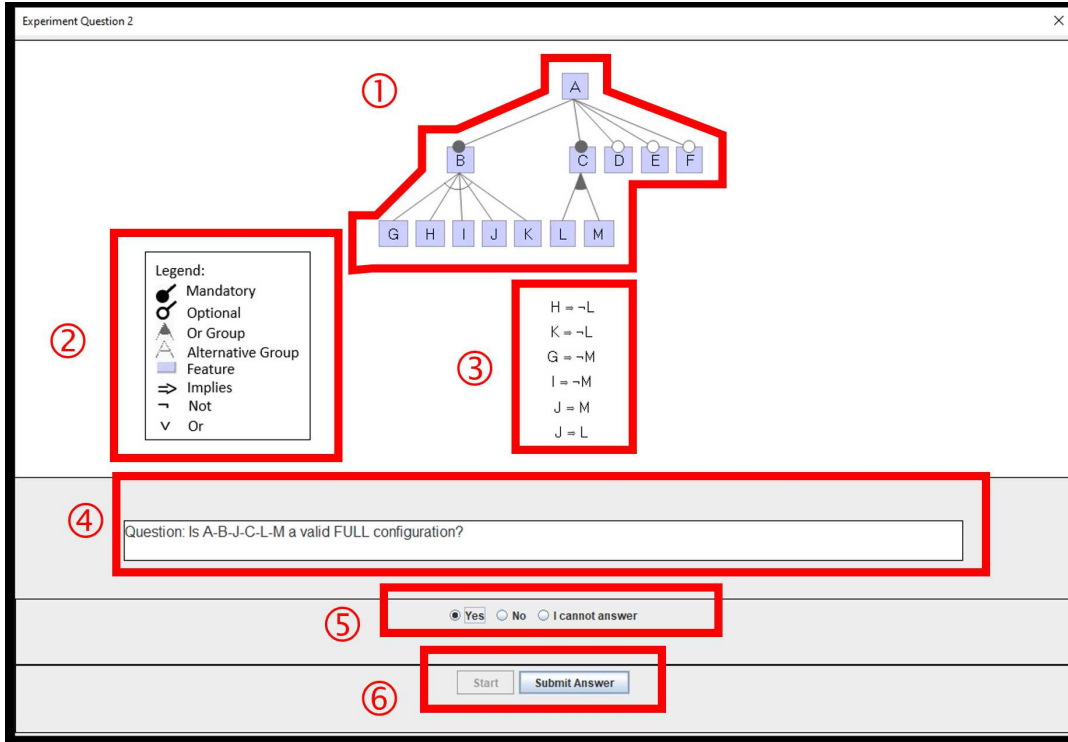 Experiment Question 2
①
A
B C D E F
G H I J K L M
Legend:
Mandatory
Optional
Or Group
Alternative Group
Feature
⇒ Implies
¬ Not
∨ Or
②
③
H ⇒ ¬L
K ⇒ ¬L
G ⇒ ¬M
I ⇒ ¬M
J ⇒ M
J ⇒ L
④
Question: Is A-B-J-C-L-M a valid FULL configuration?
⑤
Yes No I cannot answer
⑥
Start Submit Answer